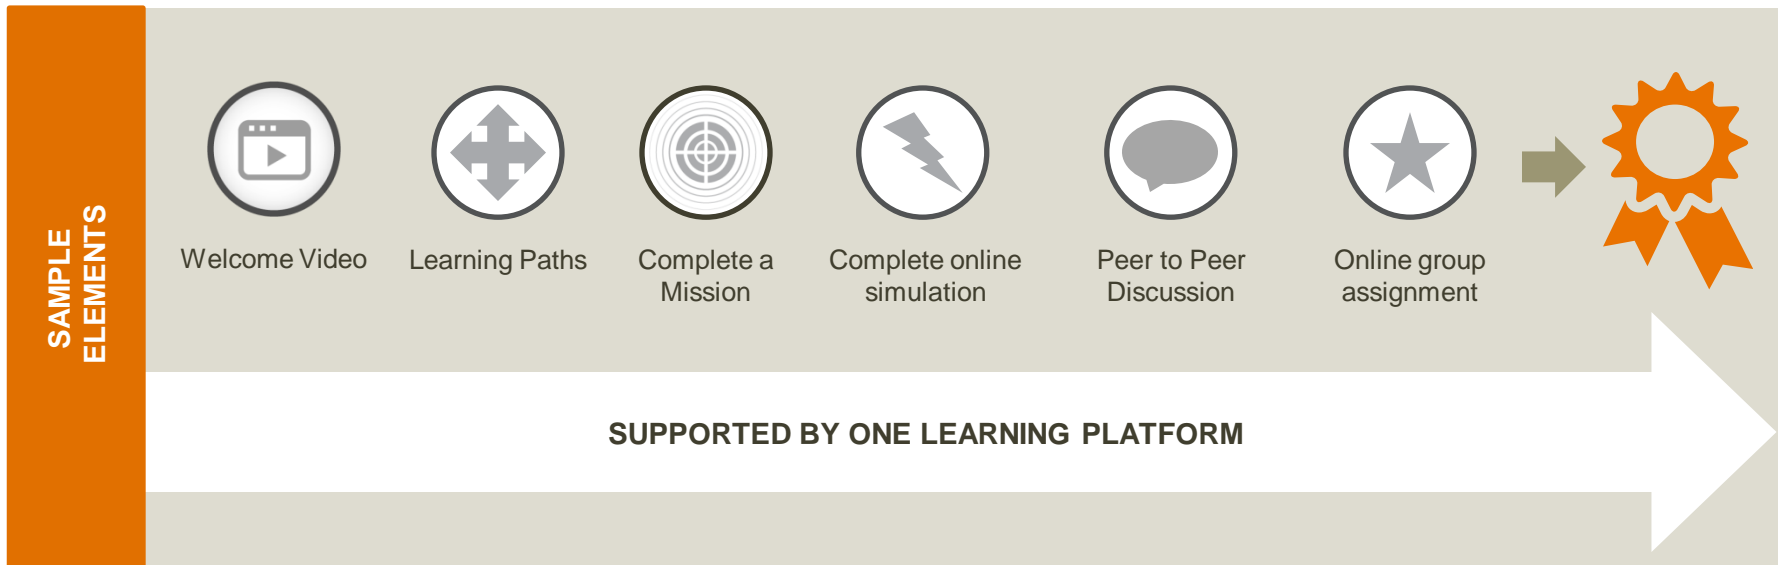 SAMPLE
ELEMENTS
Welcome Video
Learning Paths
Complete a
Mission
Complete online
simulation
Peer to Peer
Discussion
Online group
assignment
SUPPORTED BY ONE LEARNING PLATFORM